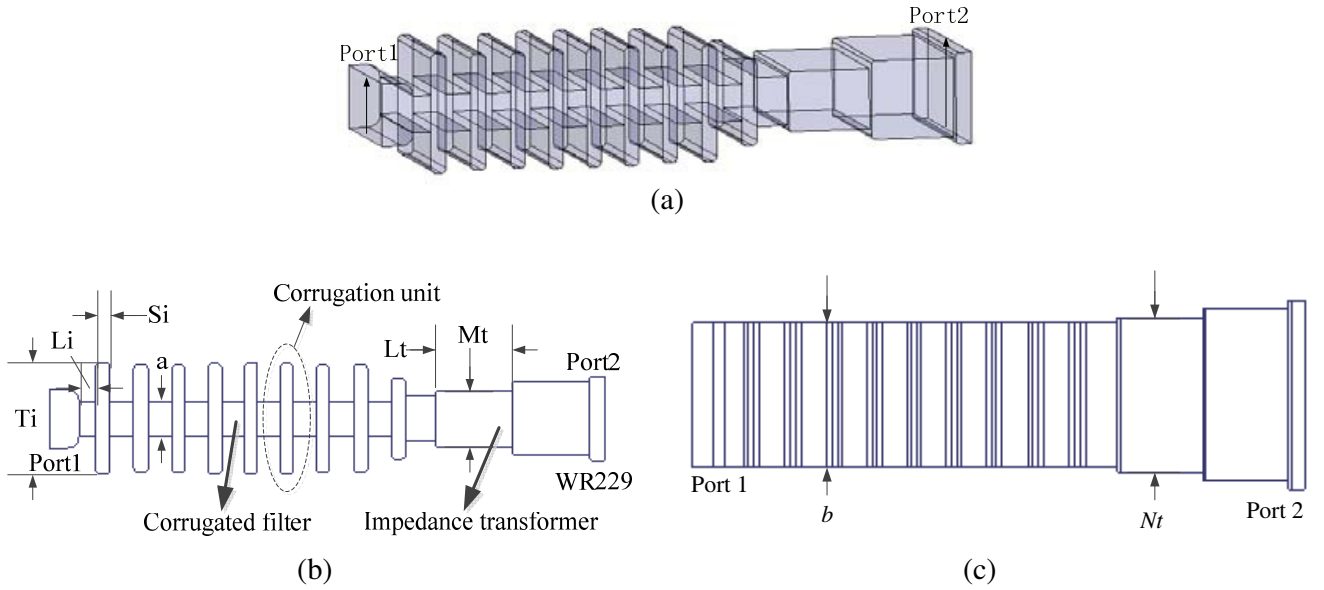 Port1
Port2
(a)
Si
Corrugation unit
Li
a
Lt
Mt
Port2
Ti
Port1
WR229
Corrugated filter
Impedance transformer
(b)
Port 1
b
Nt
Port 2
(c)